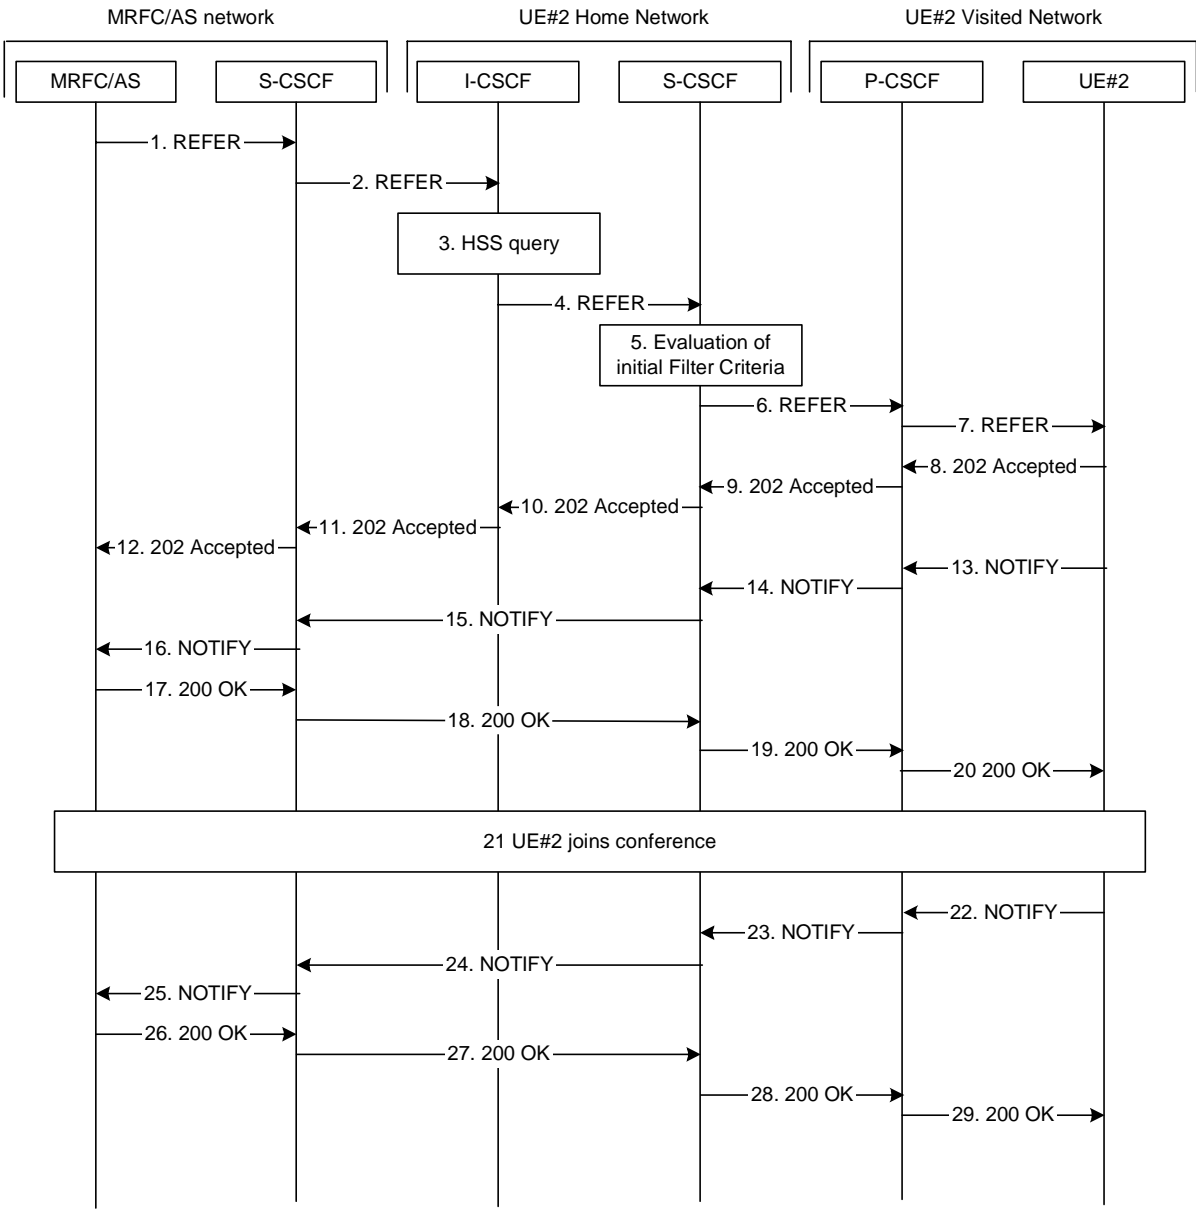 MRFC/AS network
UE#2 Home Network
UE#2 Visited Network
MRFC/AS
S-CSCF
I-CSCF
S-CSCF
P-CSCF
UE#2
1. REFER
2. REFER
3. HSS query
4. REFER
5. Evaluation of
initial Filter Criteria
6. REFER
7. REFER
8. 202 Accepted
9. 202 Accepted
10. 202 Accepted
11. 202 Accepted
12. 202 Accepted
13. NOTIFY
14. NOTIFY
15. NOTIFY
16. NOTIFY
17. 200 OK
18. 200 OK
19. 200 OK
20 200 OK
21 UE#2 joins conference
22. NOTIFY
23. NOTIFY
24. NOTIFY
25. NOTIFY
26. 200 OK
27. 200 OK
28. 200 OK
29. 200 OK